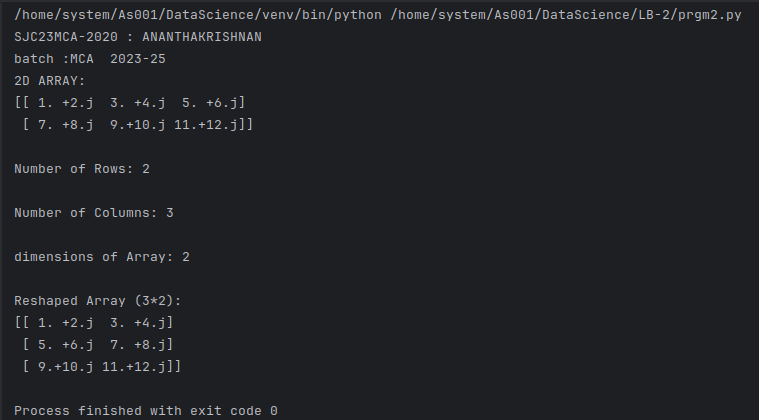 /home/system/As001/DataScience/venv/bin/python /home/system/As001/DataScience/LB-2/prgm2.py
SJC23MCA-2020 : ANANTHAKRISHNAN
batch :MCA  2023-25
2D ARRAY:
[[ 1. +2.j  3. +4.j  5. +6.j]
 [ 7. +8.j  9.+10.j 11.+12.j]]
Number of Rows: 2
Number of Columns: 3
dimensions of Array: 2
Reshaped Array (3*2):
[[ 1. +2.j  3. +4.j]
 [ 5. +6.j  7. +8.j]
 [ 9.+10.j 11.+12.j]]
Process finished with exit code 0